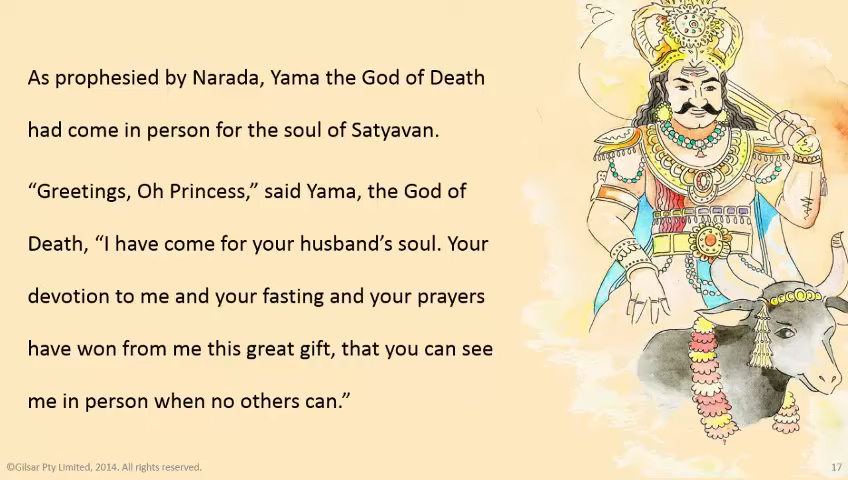 As prophesied by Narada, Yama the God of Death
had come in person for the soul of Satyavan.
“Greetings, Oh Princess,” said Yama, the God of
Death, “I have come for your husband’s soul. Your
devotion to me and your fasting and your prayers
have won from me this great gift, that you can see
me in person when no others can.”
©Gilsar Pty Limited, 2014. All rights reserved.
17